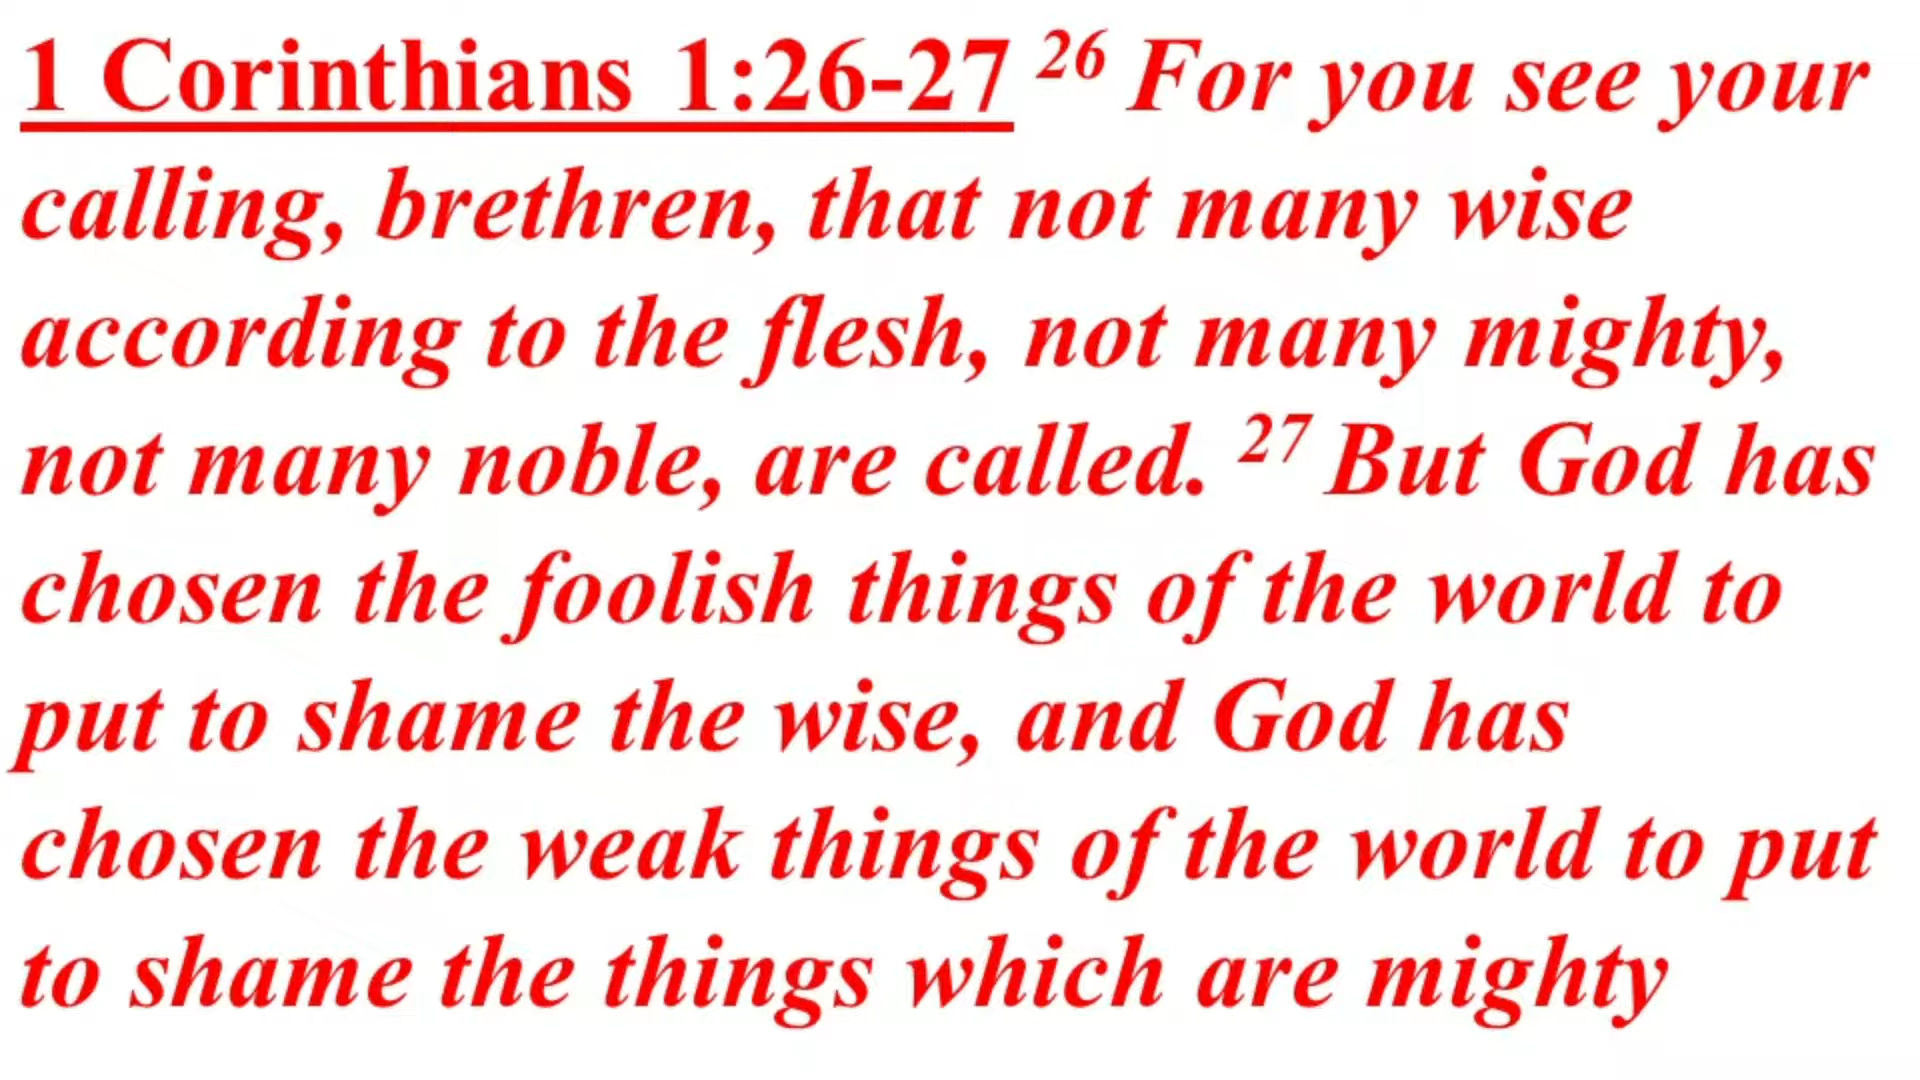 1 Corinthians 1:26-27 26 For you see your
calling, brethren, that not many wise
according to the flesh, not many mighty,
not many noble, are called. 27 But God has
chosen the foolish things of the world to
put to shame the wise, and God has
chosen the weak things of the world to put
to shame the things which are mighty